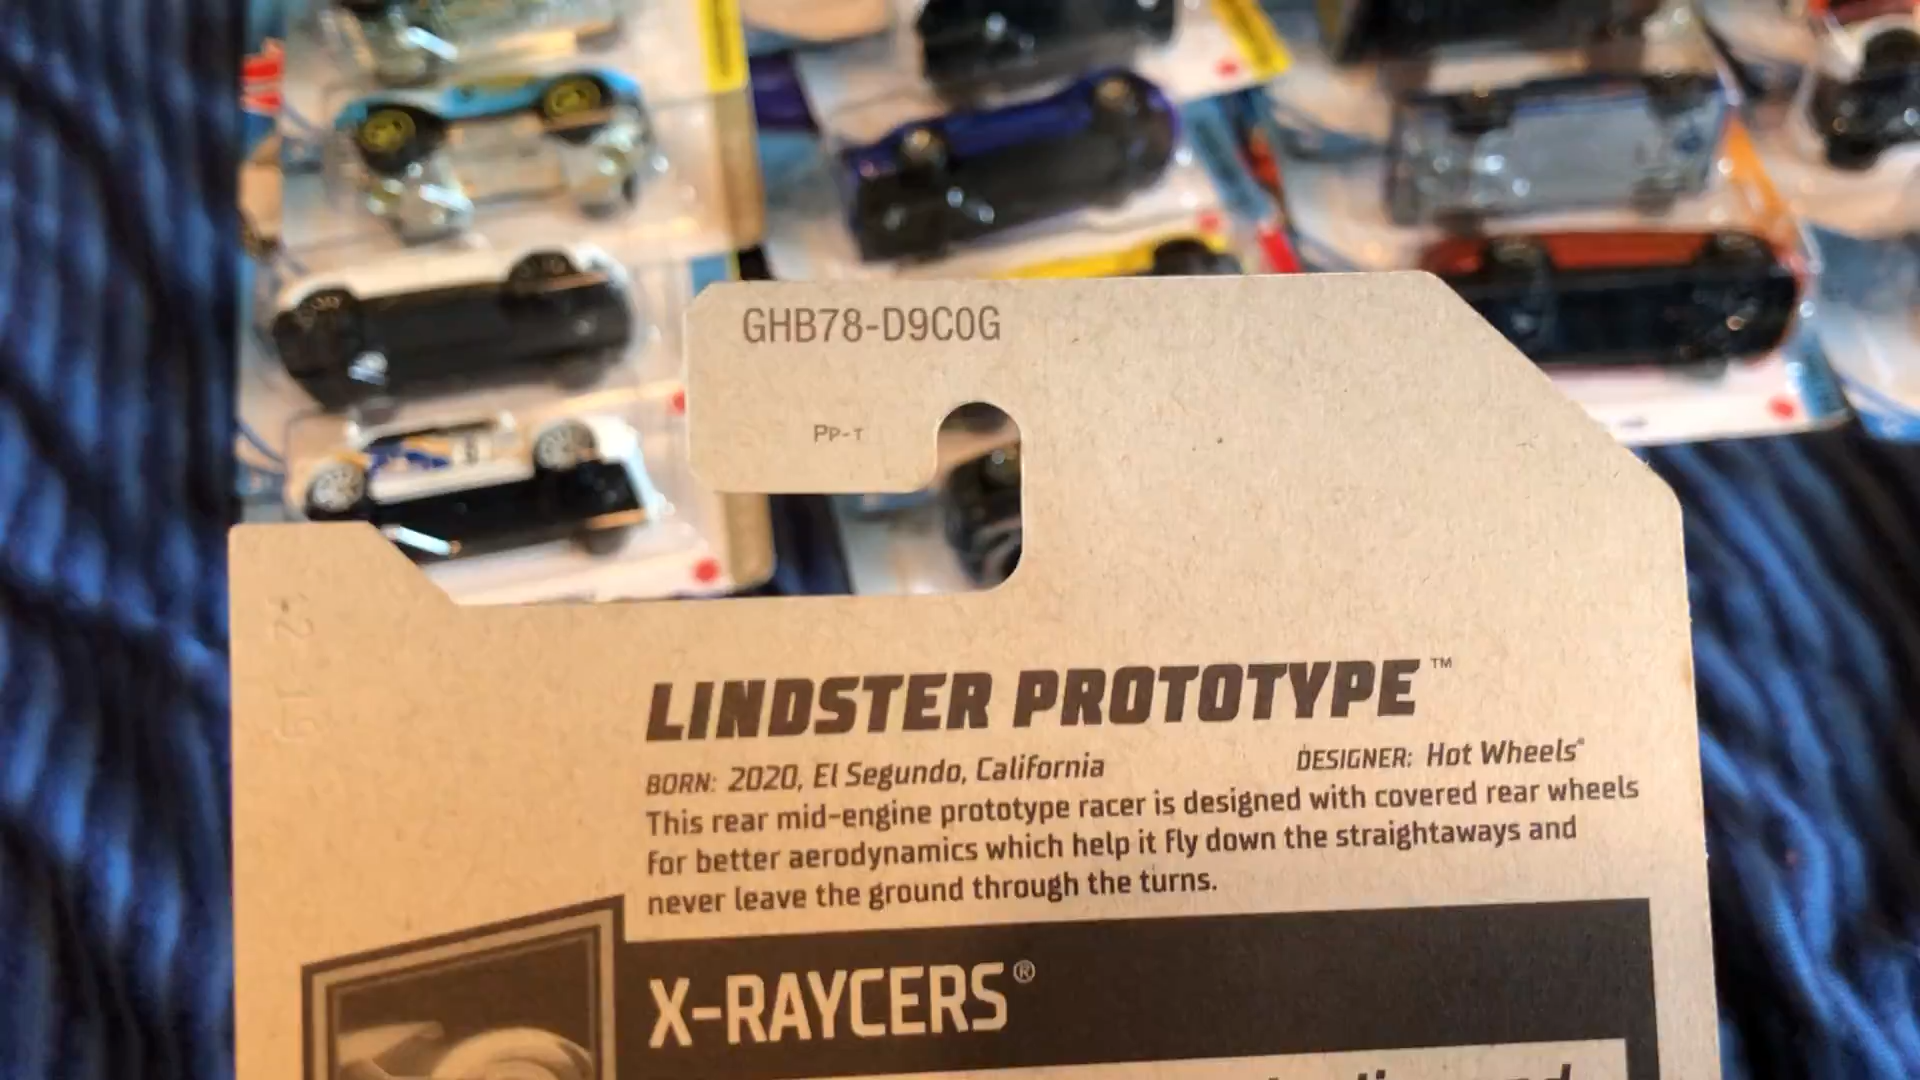 GHB78-D9C0G
PP-T
LINDSTER PROTOTYPE™
BORN: 2020, El Segundo, California DESIGNER: Hot Wheels®
This rear mid-engine prototype racer is designed with covered rear wheels
for better aerodynamics which help it fly down the straightaways and
never leave the ground through the turns.
X-RAYCERS®